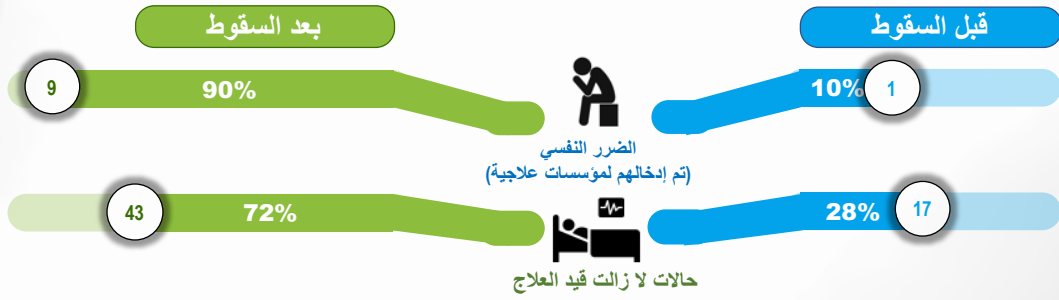 قبل السقوط
بعد السقوط
1
10%
90%
9
الضرر النفسي
(تم إدخالهم لمؤسسات علاجية)
17
28%
72%
43
حالات لا زالت قيد العلاج